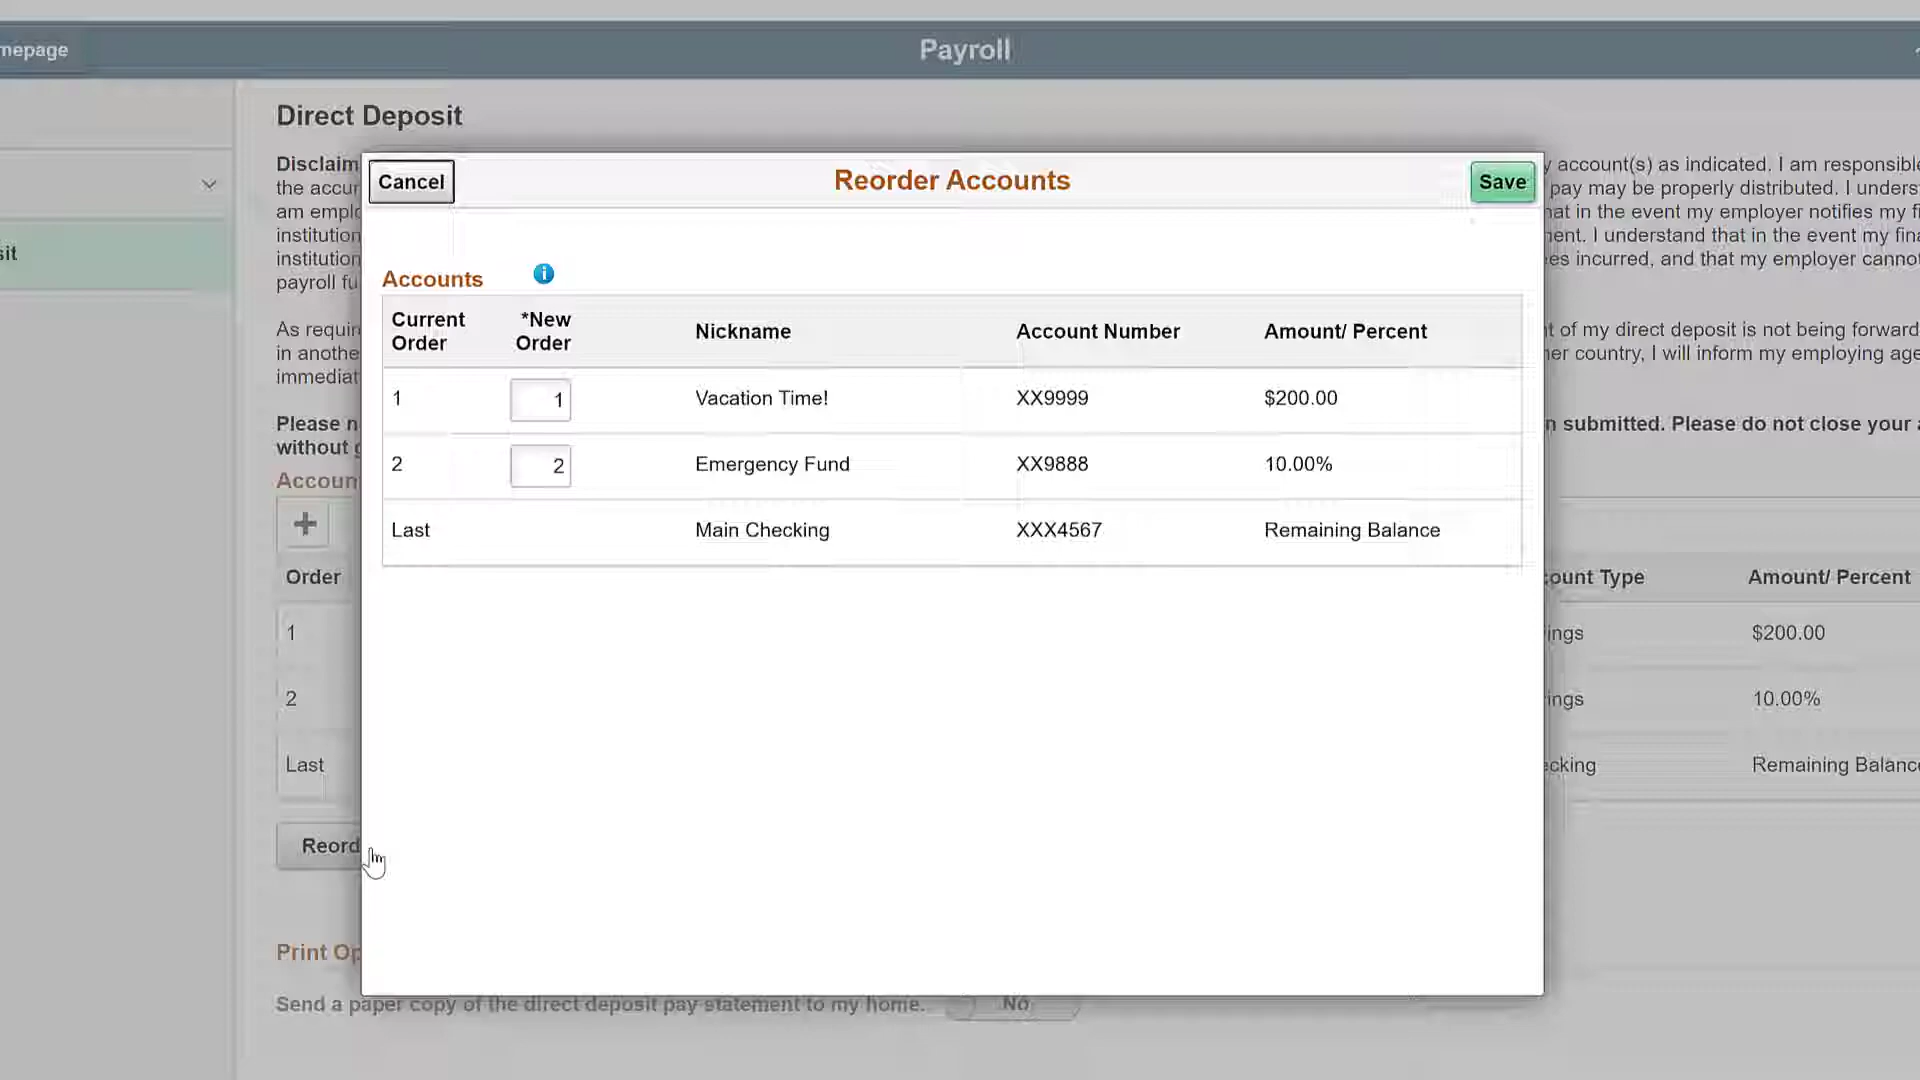 mepage
Payroll
Direct Deposit
Disclaim
the accur
am emplo
institution
institution
payroll fu
y account(s) as indicated. I am responsible
pay may be properly distributed. I unders
hat in the event my employer notifies my fi
ment. I understand that in the event my fina
es incurred, and that my employer canno
sit
Cancel
Reorder Accounts
Save
Accounts
Current Order *New Order Nickname Account Number Amount/ Percent
1 1 Vacation Time! XX9999 $200.00
2 2 Emergency Fund XX9888 10.00%
Last Main Checking XXX4567 Remaining Balance
As requir
in anothe
immediat
t of my direct deposit is not being forward
er country, I will inform my employing age
Please n
without g
n submitted. Please do not close your a
Accoun
Order
ount Type Amount/ Percent
1
ings $200.00
2
ings 10.00%
Last
ecking Remaining Balanc
Reord
Print Op
Send a paper copy of the direct deposit pay statement to my home. No